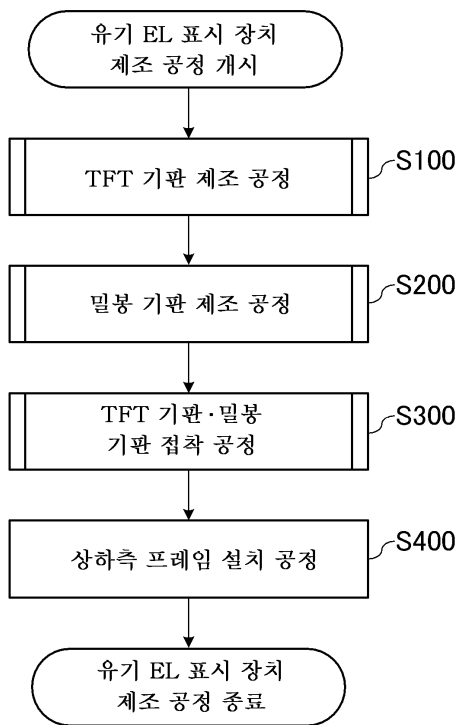 유기 EL 표시 장치
제조 공정 개시
TFT 기판 제조 공정
S100
밀봉 기판 제조 공정
S200
TFT 기판·밀봉
기판 접착 공정
S300
상하측 프레임 설치 공정
S400
유기 EL 표시 장치
제조 공정 종료